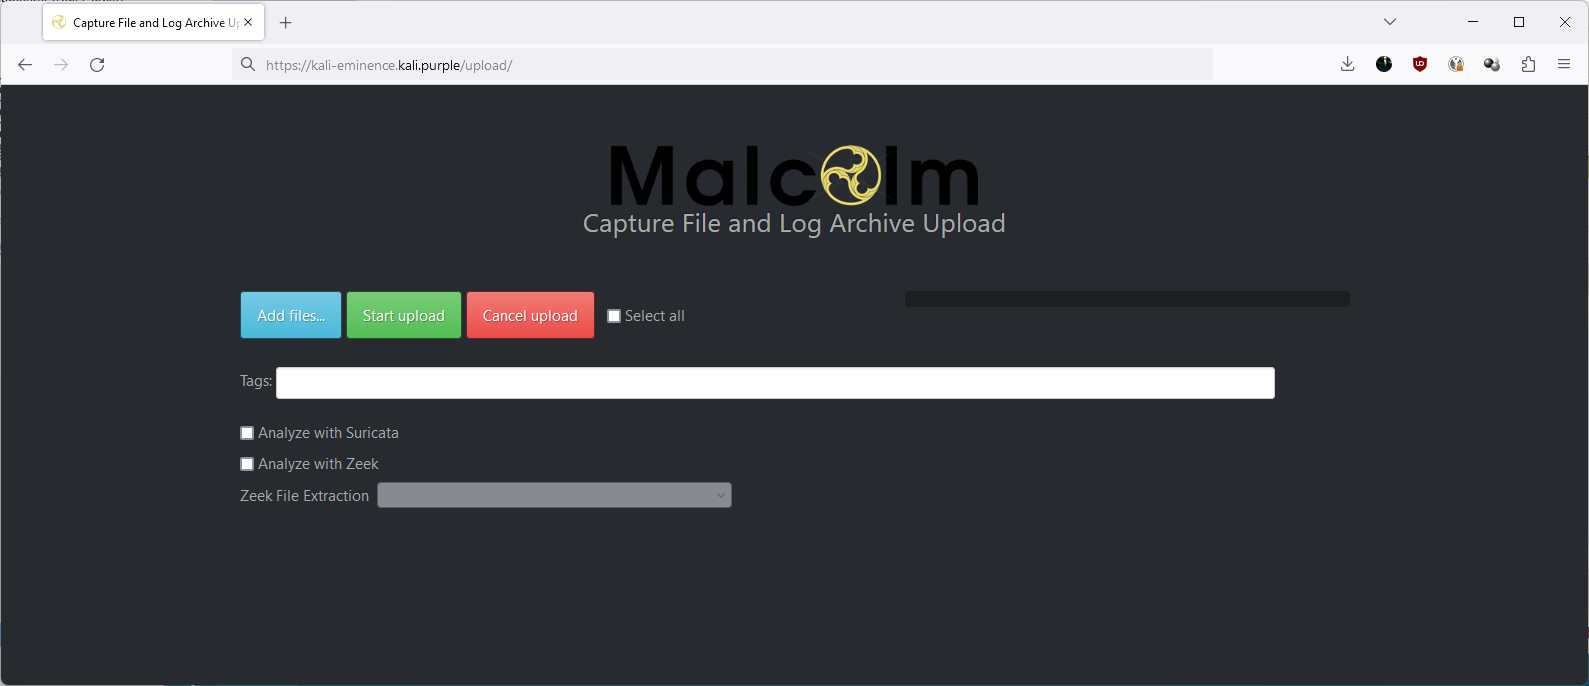 Capture File and Log Archive Up
https://kali-eminence.kali.purple/upload/
Malcolm
Capture File and Log Archive Upload
Add files... Start upload Cancel upload Select all
Tags:
Analyze with Suricata
Analyze with Zeek
Zeek File Extraction